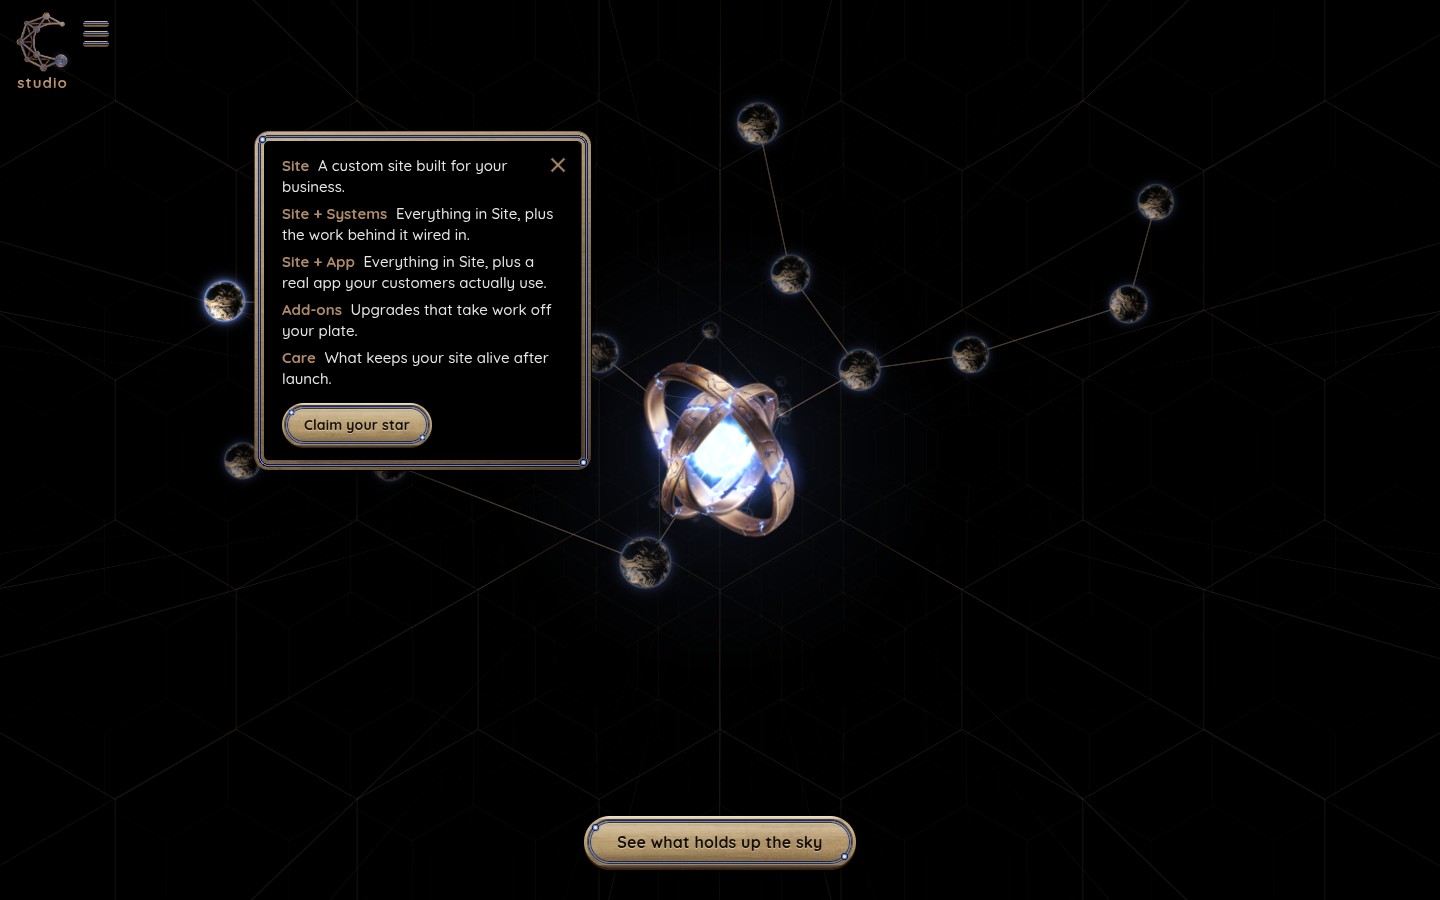 studio
Site A custom site built for your
business.
Site + Systems Everything in Site, plus
the work behind it wired in.
Site + App Everything in Site, plus a
real app your customers actually use.
Add-ons Upgrades that take work off
your plate.
Care What keeps your site alive after
launch.
Claim your star
See what holds up the sky